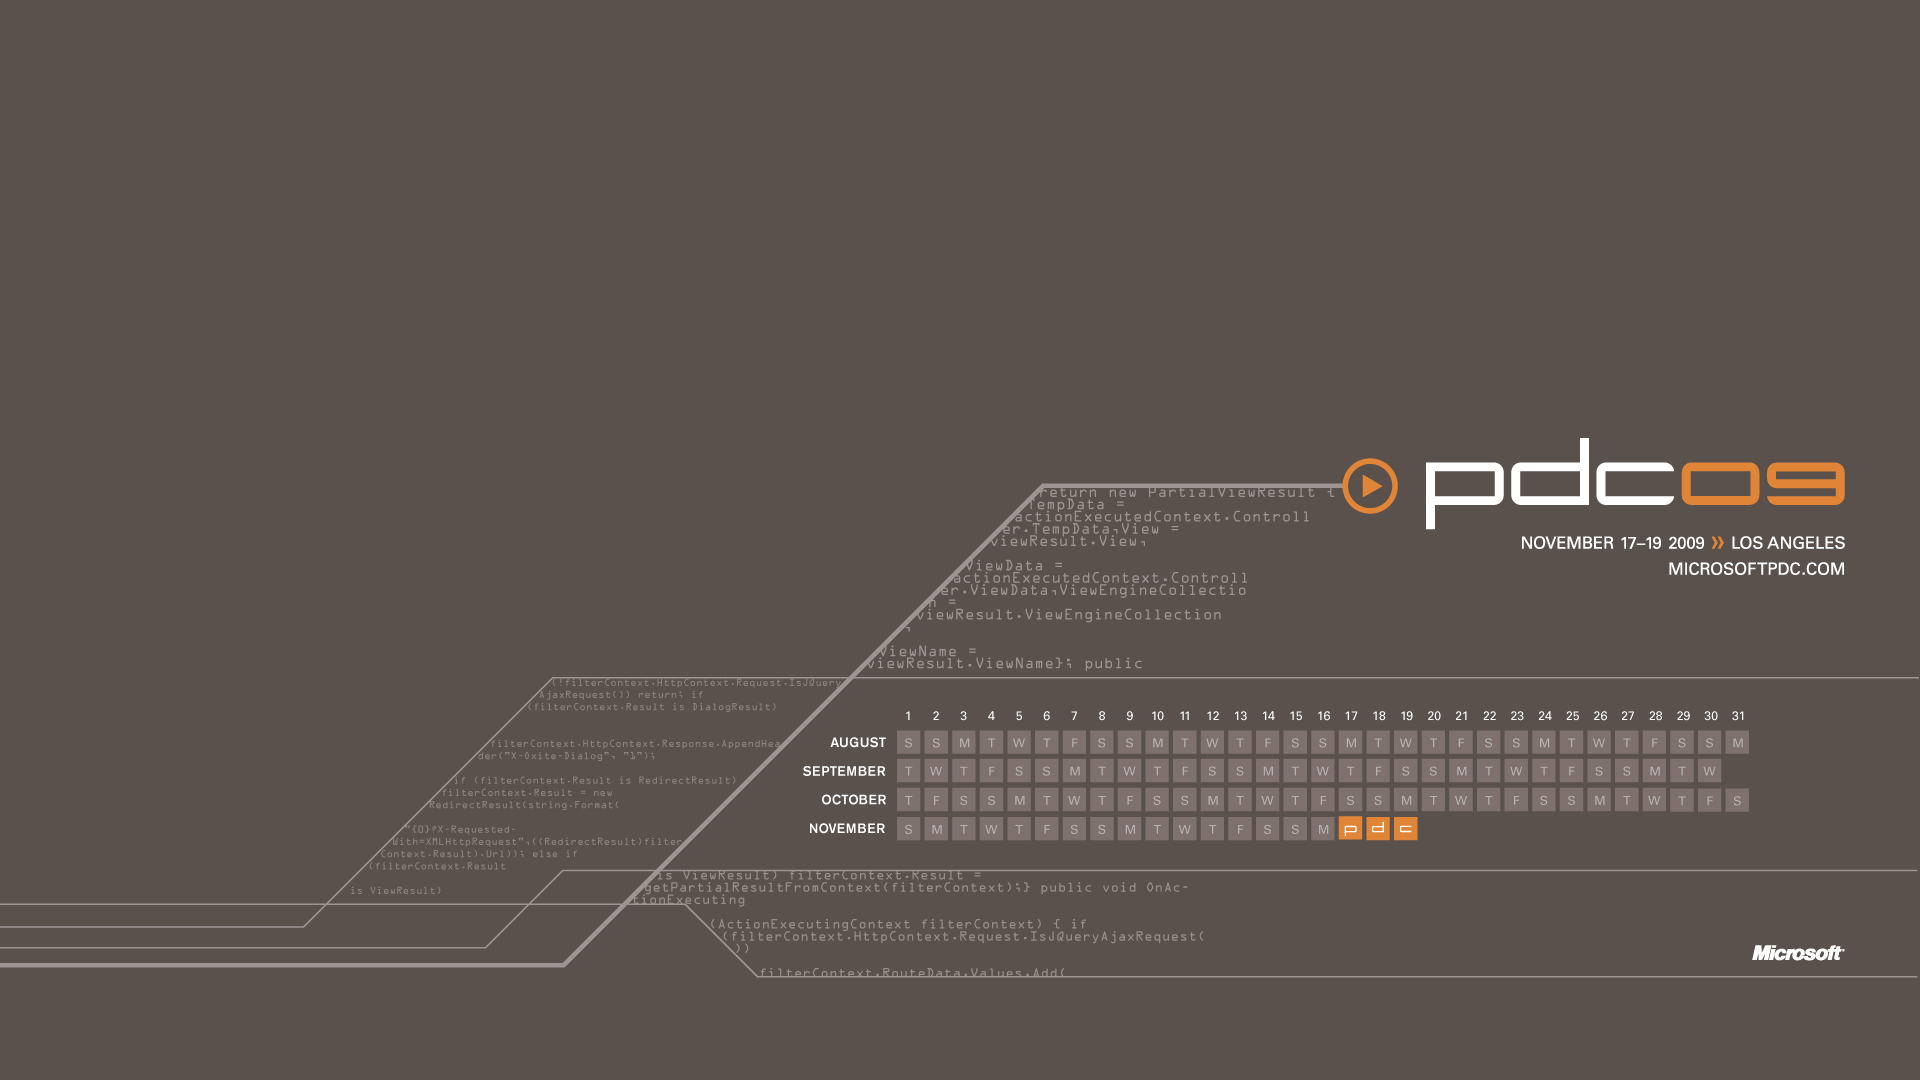 pdc09
NOVEMBER 17–19 2009 » LOS ANGELES
MICROSOFTPDC.COM
return new PartialViewResult {
TempData =
actionExecutedContext.Controll
er.TempData,View =
viewResult.View,
ViewData =
actionExecutedContext.Controll
er.ViewData,ViewEngineCollectio
n =
viewResult.ViewEngineCollection
,
ViewName =
viewResult.ViewName}; public
(!filterContext.HttpContext.Request.IsJQuery
AjaxRequest()) return; if
(filterContext.Result is DialogResult)
filterContext.HttpContext.Response.AppendHea
der("X-Oxite-Dialog", "1");
if (filterContext.Result is RedirectResult)
filterContext.Result = new
RedirectResult(string.Format(
"{0}?X-Requested-
With=XMLHttpRequest",((RedirectResult)filter
Context.Result).Url)); else if
(filterContext.Result
is ViewResult)
1 2 3 4 5 6 7 8 9 10 11 12 13 14 15 16 17 18 19 20 21 22 23 24 25 26 27 28 29 30 31
AUGUST S S M T W T F S S M T W T F S S M T W T F S S M T W T F S S M
SEPTEMBER T W T F S S M T W T F S S M T W T F S S M T W T F S S M T W
OCTOBER T F S S M T W T F S S M T W T F S S M T W T F S S M T W T F S
NOVEMBER S M T W T F S S M T W T F S S M p d c
is ViewResult) filterContext.Result =
getPartialResultFromContext(filterContext);} public void OnAc-
tionExecuting
(ActionExecutingContext filterContext) { if
(filterContext.HttpContext.Request.IsJQueryAjaxRequest(
))
filterContext.RouteData.Values.Add(
Microsoft